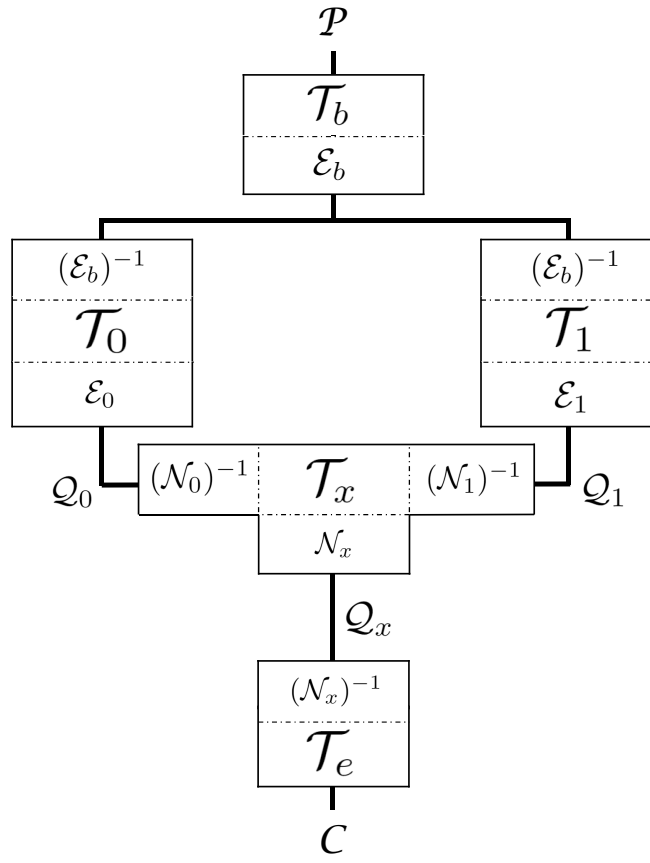 𝒫
𝒯_b
ℰ_b
(ℰ_b)^{-1} (ℰ_b)^{-1}
𝒯_0 𝒯_1
ℰ_0 ℰ_1
𝒬_0 (𝒩_0)^{-1} 𝒯_x (𝒩_1)^{-1} 𝒬_1
𝒩_x
𝒬_x
(𝒩_x)^{-1}
𝒯_e
C